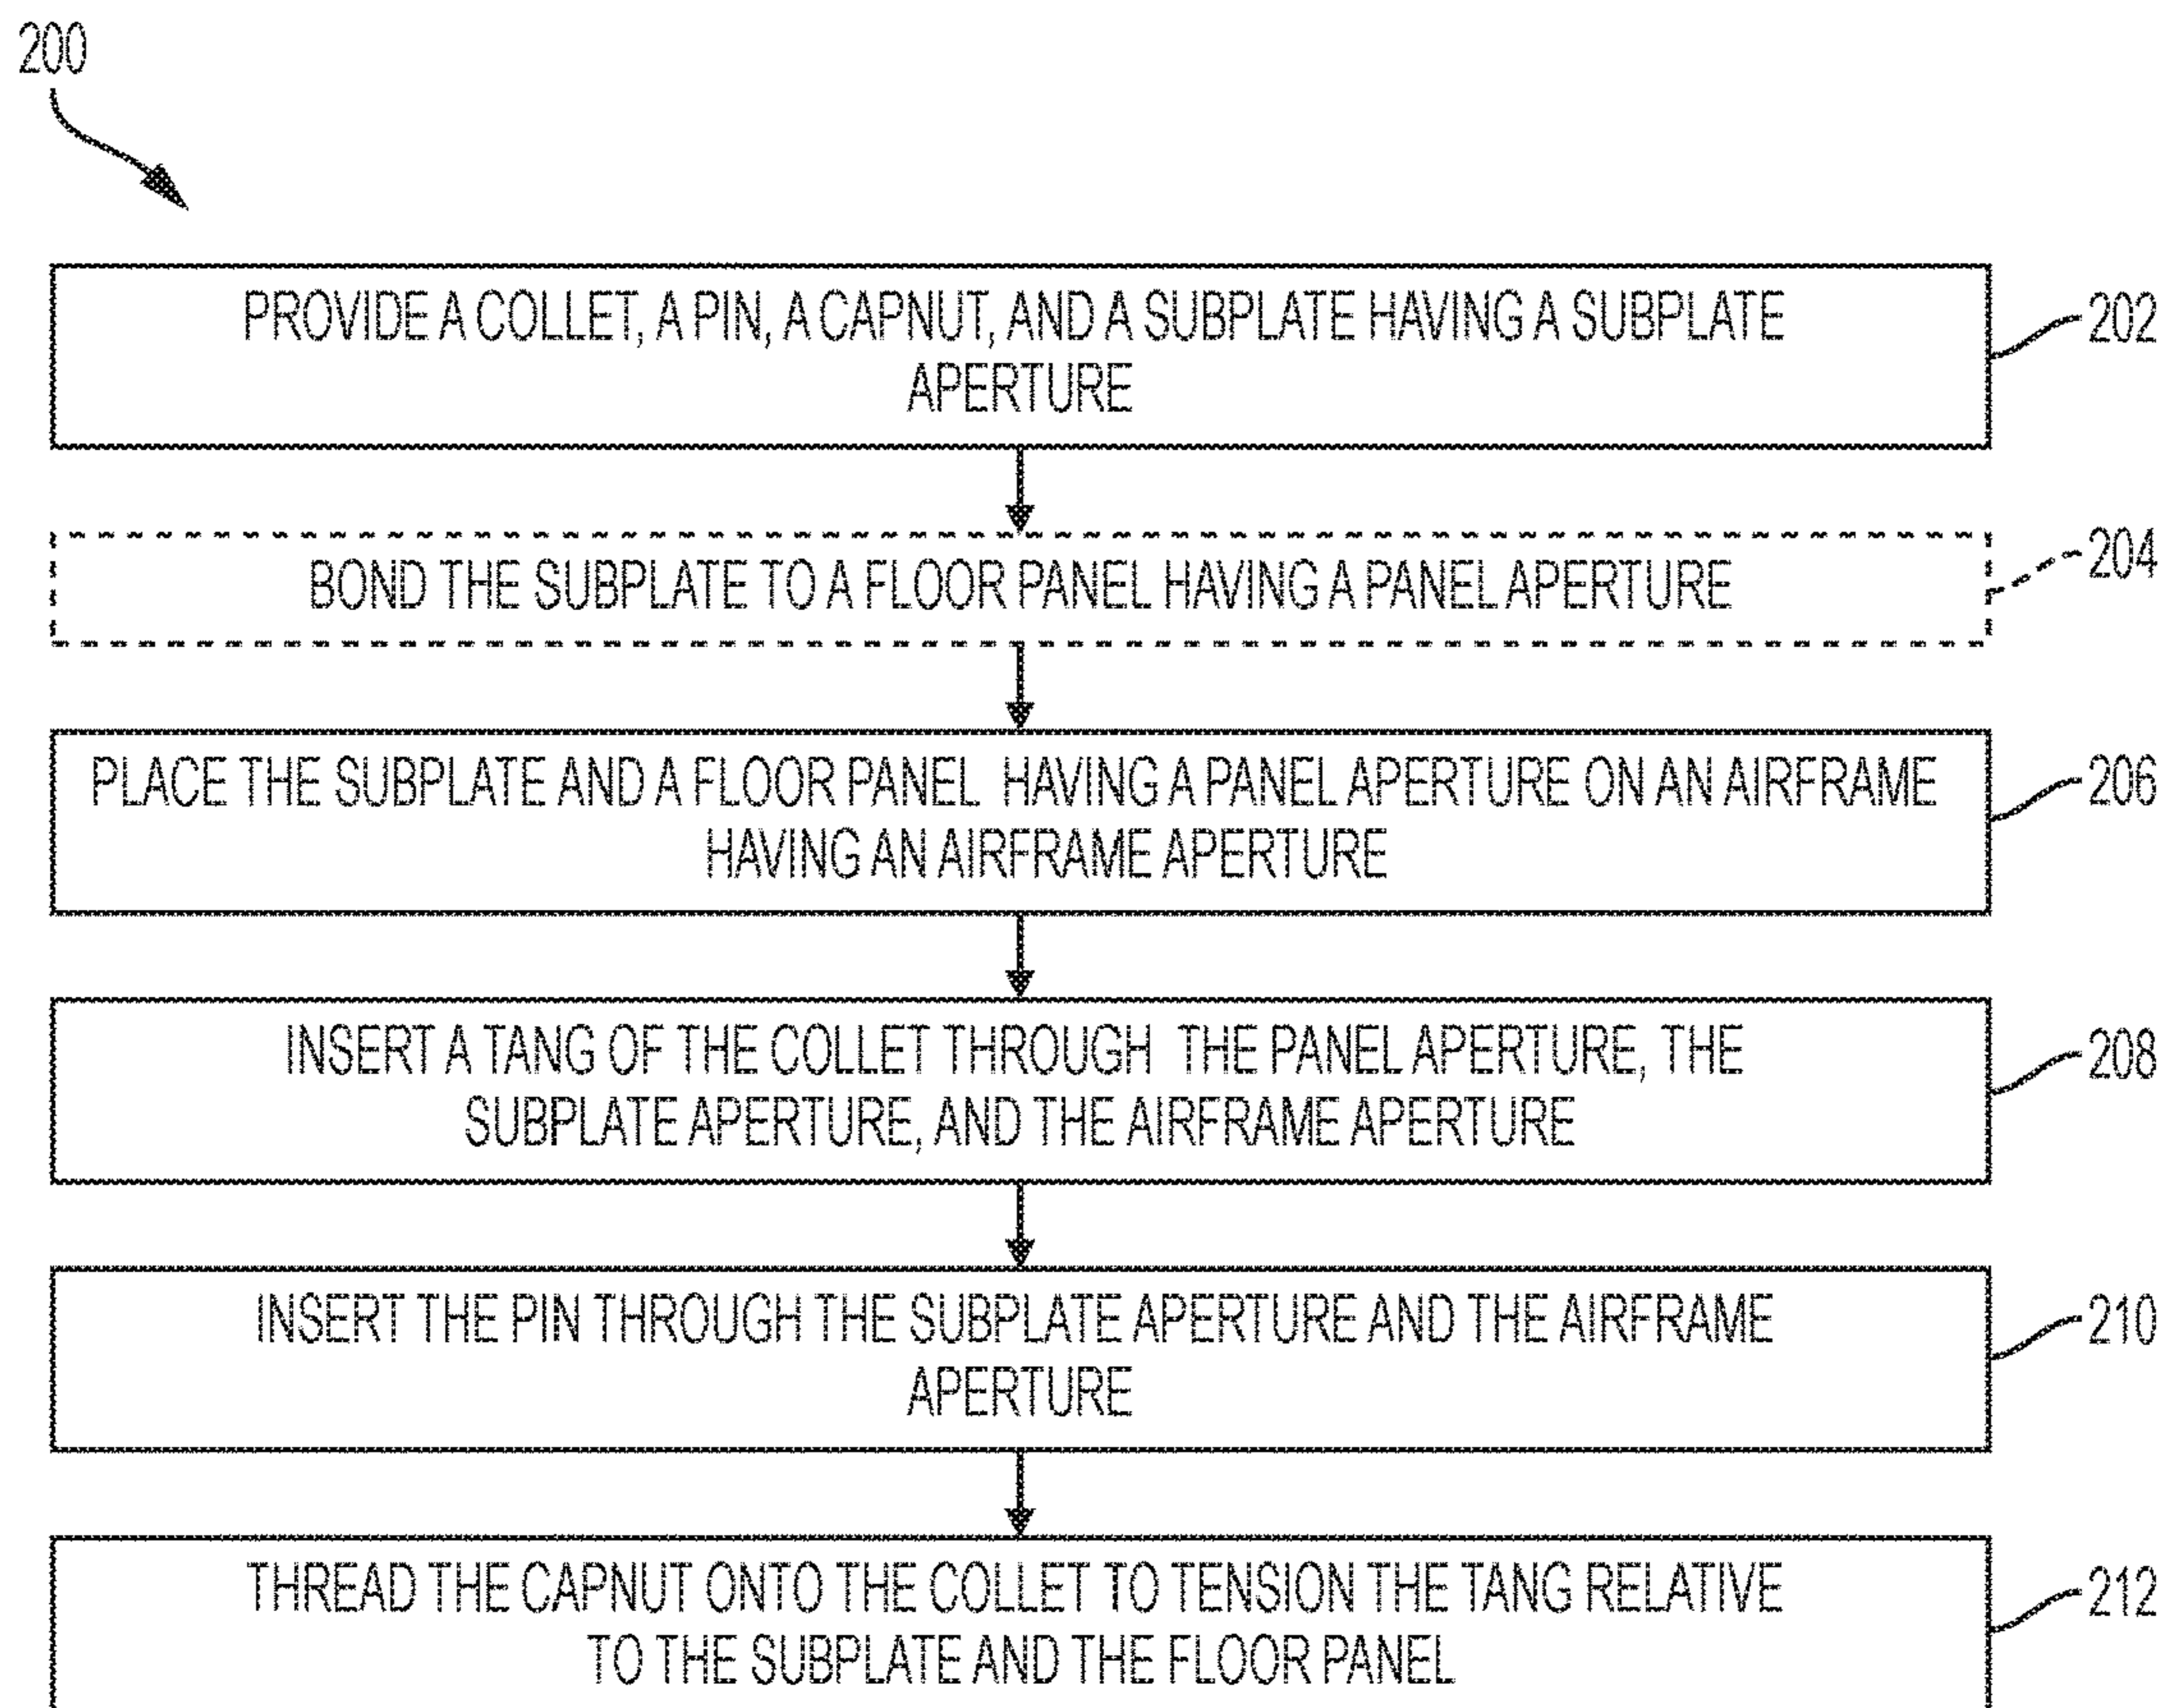 200
PROVIDE A COLLET, A PIN, A CAPNUT, AND A SUBPLATE HAVING A SUBPLATE
APERTURE
202
BOND THE SUBPLATE TO A FLOOR PANEL HAVING A PANEL APERTURE
204
PLACE THE SUBPLATE AND A FLOOR PANEL HAVING A PANEL APERTURE ON AN AIRFRAME
HAVING AN AIRFRAME APERTURE
206
INSERT A TANG OF THE COLLET THROUGH THE PANEL APERTURE, THE
SUBPLATE APERTURE, AND THE AIRFRAME APERTURE
208
INSERT THE PIN THROUGH THE SUBPLATE APERTURE AND THE AIRFRAME
APERTURE
210
THREAD THE CAPNUT ONTO THE COLLET TO TENSION THE TANG RELATIVE
TO THE SUBPLATE AND THE FLOOR PANEL
212